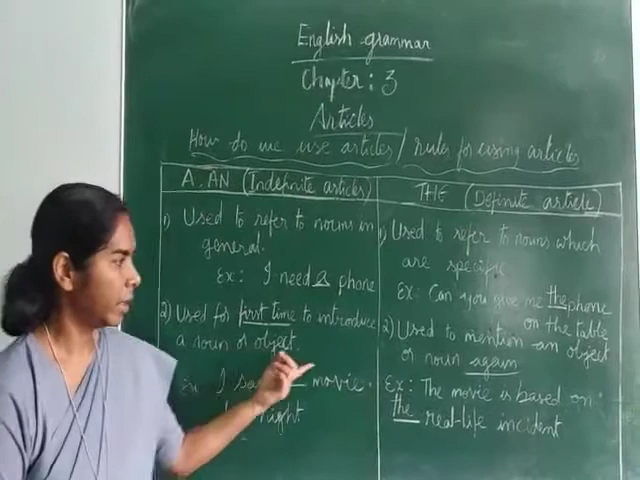 English grammar
Chapter: 3
Articles
How do we use articles / rules for using articles
A. AN (Indefinite articles)
1) Used to refer to nouns in
general.
Ex: I need a phone
2) Used for first time to introduce
a noun or object.
Ex: I movie.
night
THE (Definite article)
1) Used to refer to nouns which
are specific
Ex: Can you give me the phone
on the table
2) Used to mention an object
or noun again
Ex: The movie is based on
the real-life incident